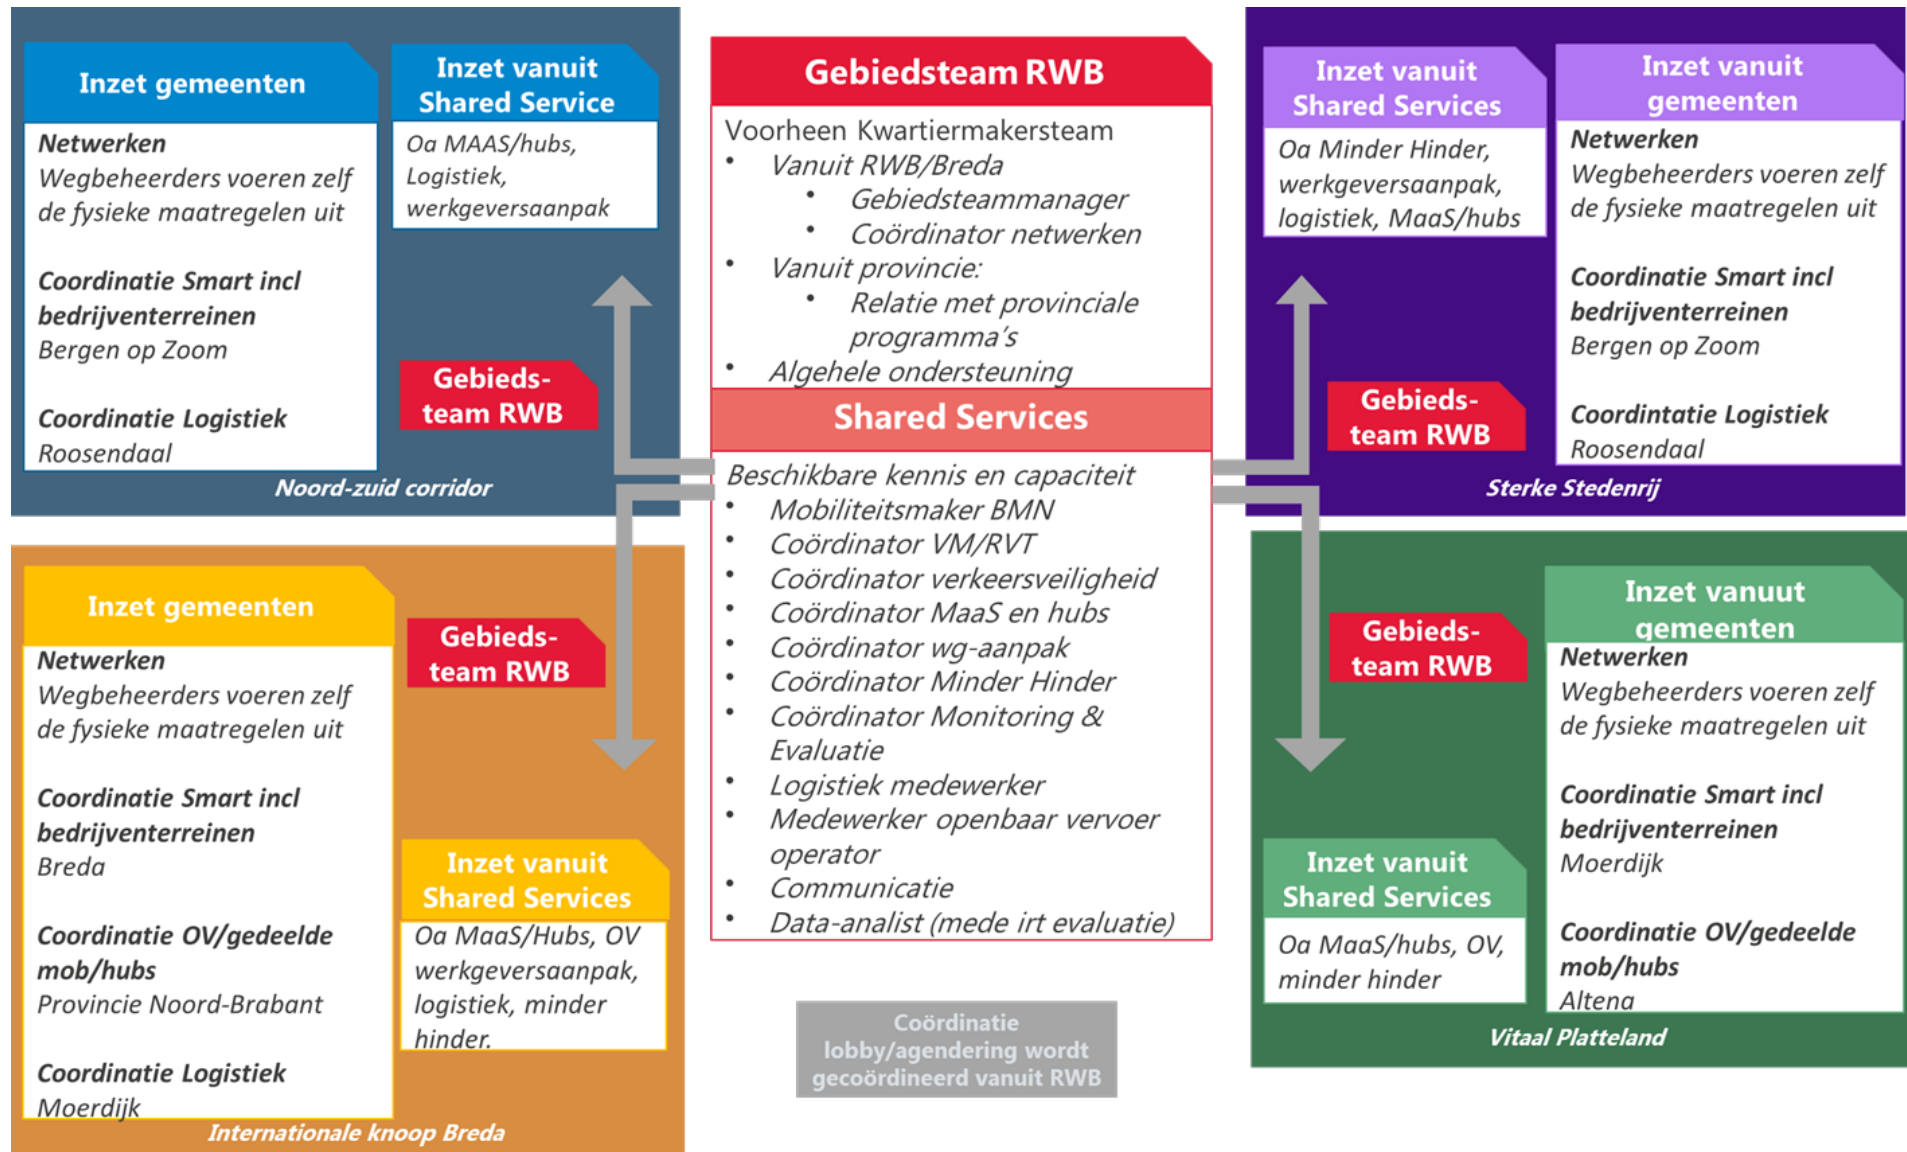 Inzet gemeenten
Netwerken
Wegbeheerders voeren zelf
de fysieke maatregelen uit
Coordinatie Smart incl
bedrijventerreinen
Bergen op Zoom
Coordinatie Logistiek
Roosendaal
Inzet vanuit
Shared Service
Oa MAAS/hubs,
Logistiek,
werkgeversaanpak
Gebieds-
team RWB
Noord-zuid corridor
Gebiedsteam RWB
Voorheen Kwartiermakersteam
• Vanuit RWB/Breda
• Gebiedsteammanager
• Coördinator netwerken
• Vanuit provincie:
• Relatie met provinciale
programma's
• Algehele ondersteuning
Shared Services
Beschikbare kennis en capaciteit
• Mobiliteitsmaker BMN
• Coördinator VM/RVT
• Coördinator verkeersveiligheid
• Coördinator MaaS en hubs
• Coördinator wg-aanpak
• Coördinator Minder Hinder
• Coördinator Monitoring &
Evaluatie
• Logistiek medewerker
• Medewerker openbaar vervoer
operator
• Communicatie
• Data-analist (mede irt evaluatie)
Inzet vanuit
Shared Services
Oa Minder Hinder,
werkgeversaanpak,
logistiek, MaaS/hubs
Inzet vanuit
gemeenten
Netwerken
Wegbeheerders voeren zelf
de fysieke maatregelen uit
Coordinatie Smart incl
bedrijventerreinen
Bergen op Zoom
Coordintatie Logistiek
Roosendaal
Gebieds-
team RWB
Sterke Stedenrij
Inzet gemeenten
Netwerken
Wegbeheerders voeren zelf
de fysieke maatregelen uit
Coordinatie Smart incl
bedrijventerreinen
Breda
Coordinatie OV/gedeelde
mob/hubs
Provincie Noord-Brabant
Coordinatie Logistiek
Moerdijk
Gebieds-
team RWB
Inzet vanuit
Shared Services
Oa MaaS/Hubs, OV
werkgeversaanpak,
logistiek, minder
hinder.
Internationale knoop Breda
Coördinatie
lobby/agendering wordt
gecoördineerd vanuit RWB
Gebieds-
team RWB
Inzet vanuit
Shared Services
Oa MaaS/hubs, OV,
minder hinder
Inzet vanuut
gemeenten
Netwerken
Wegbeheerders voeren zelf
de fysieke maatregelen uit
Coordinatie Smart incl
bedrijventerreinen
Moerdijk
Coordinatie OV/gedeelde
mob/hubs
Altena
Vitaal Platteland